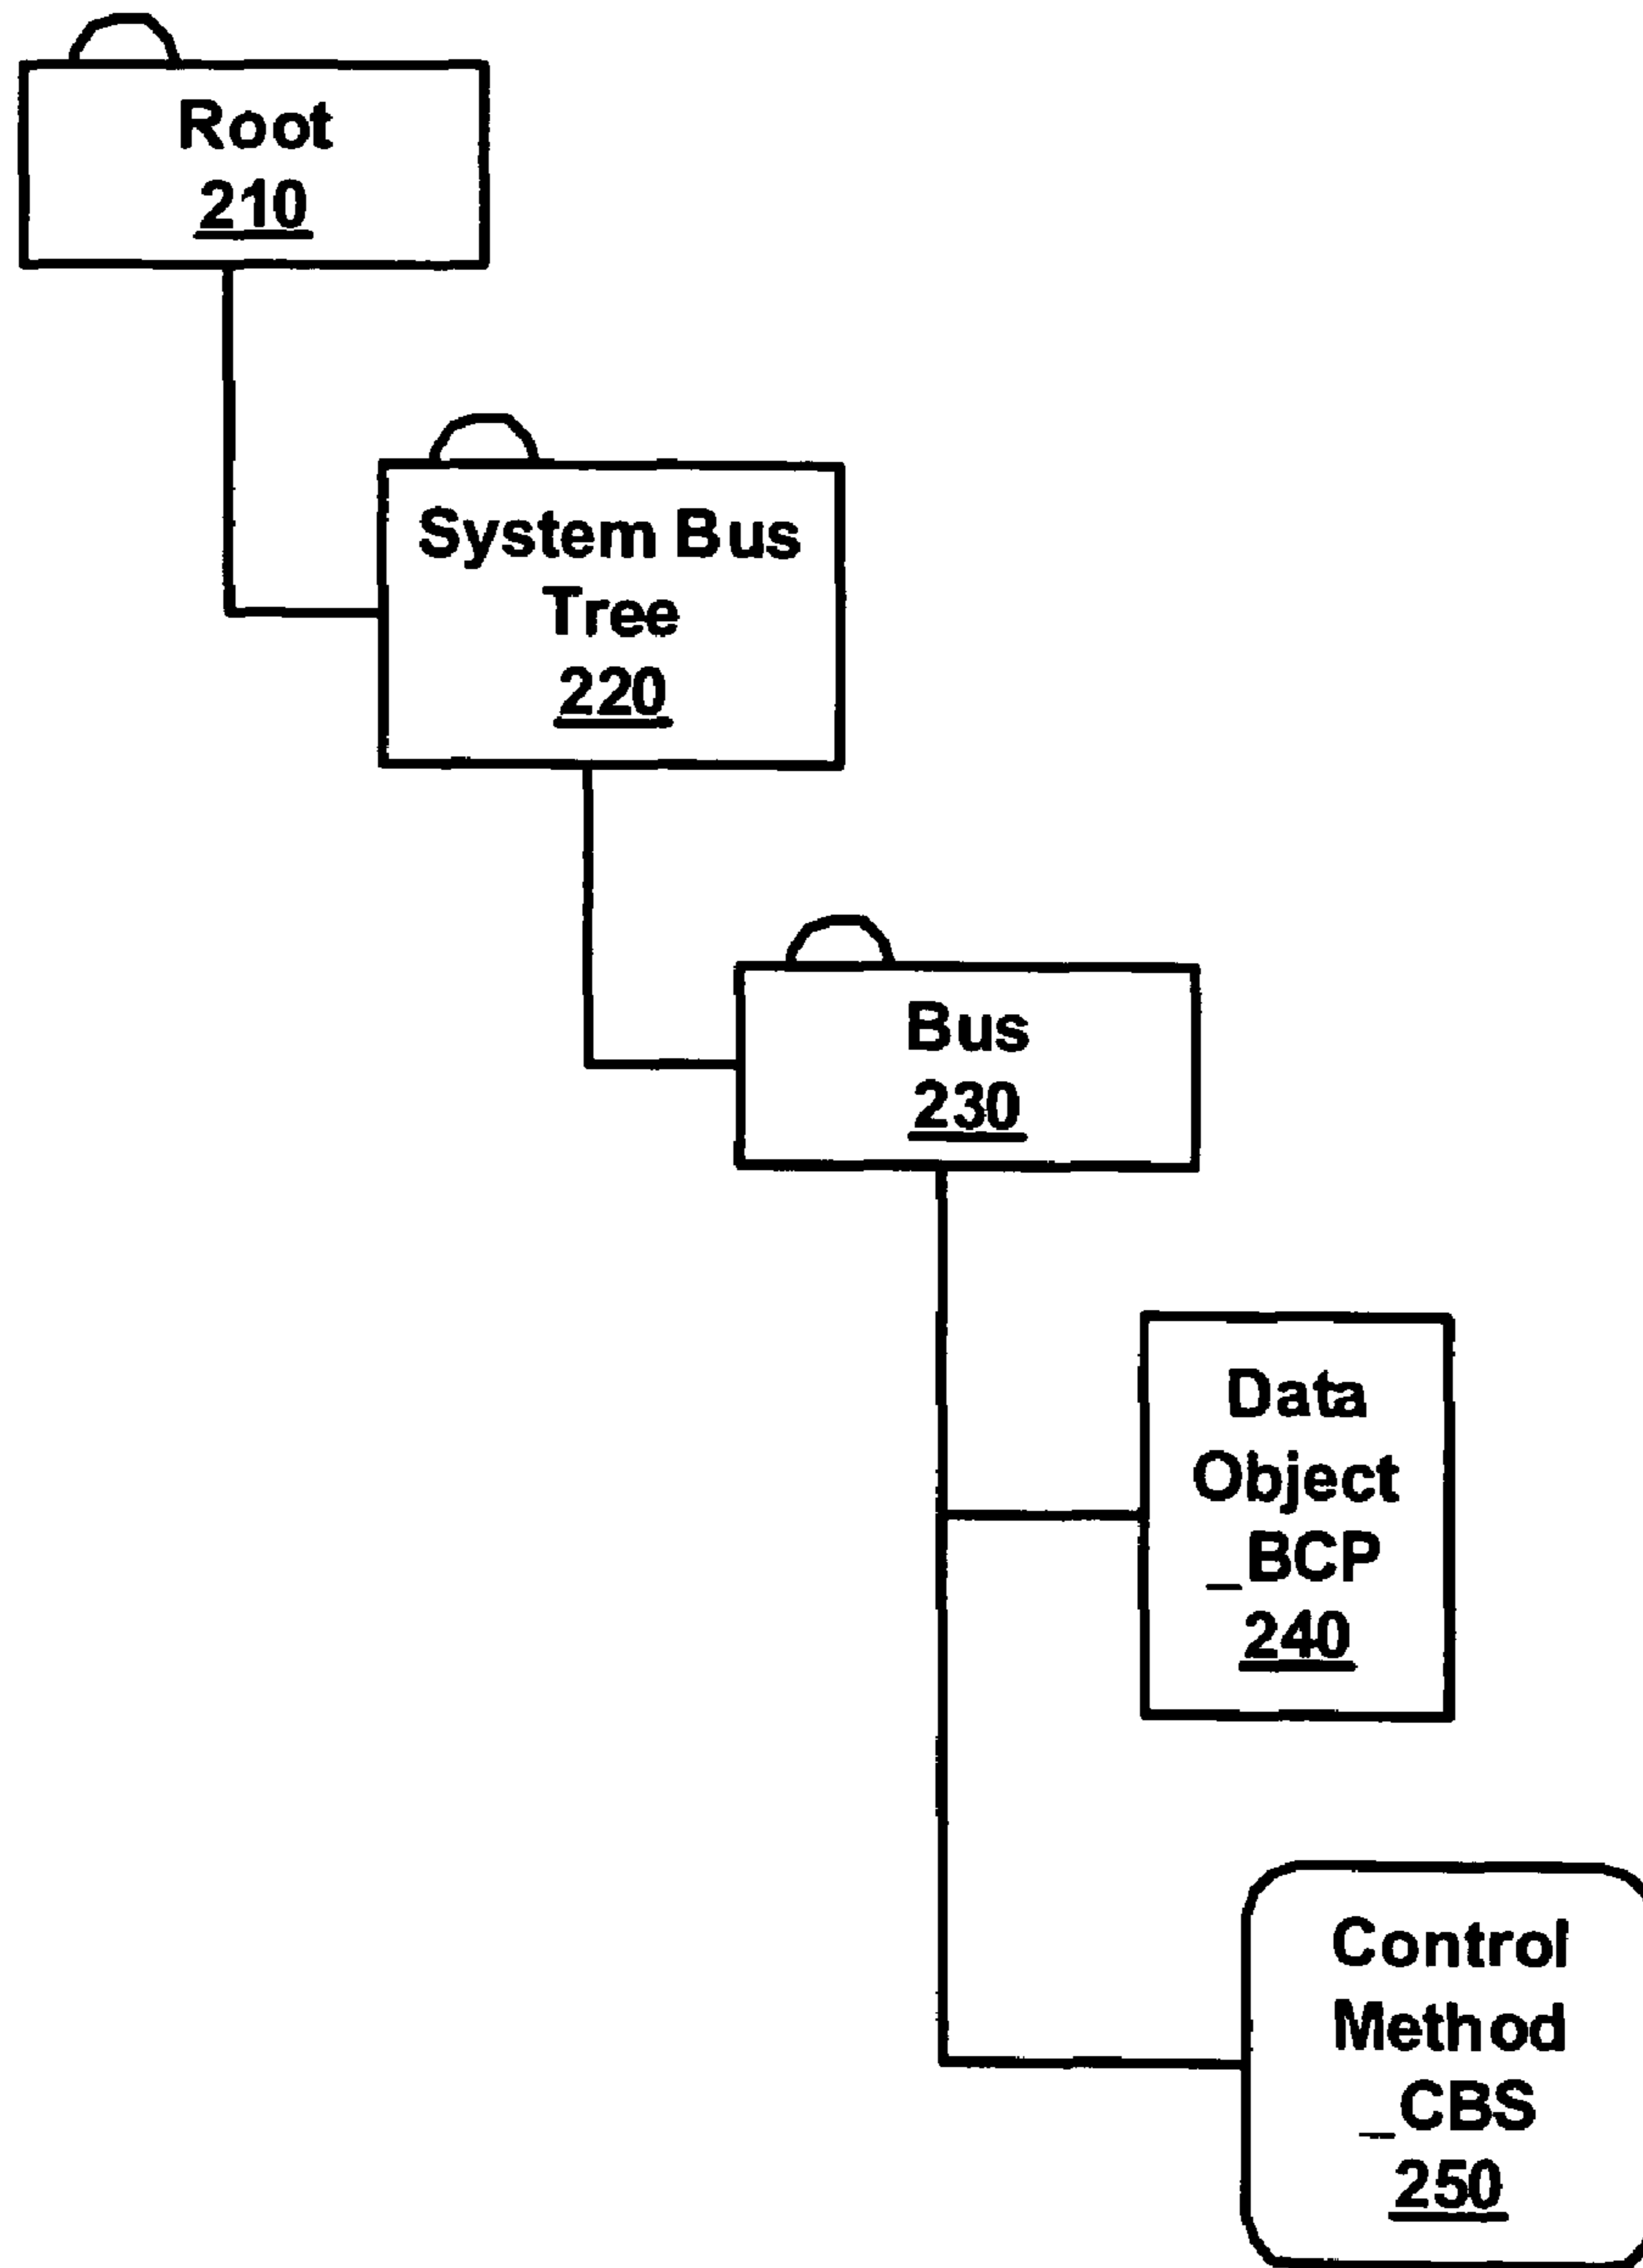 Root
210
System Bus
Tree
220
Bus
230
Data
Object
_BCP
240
Control
Method
_CBS
250